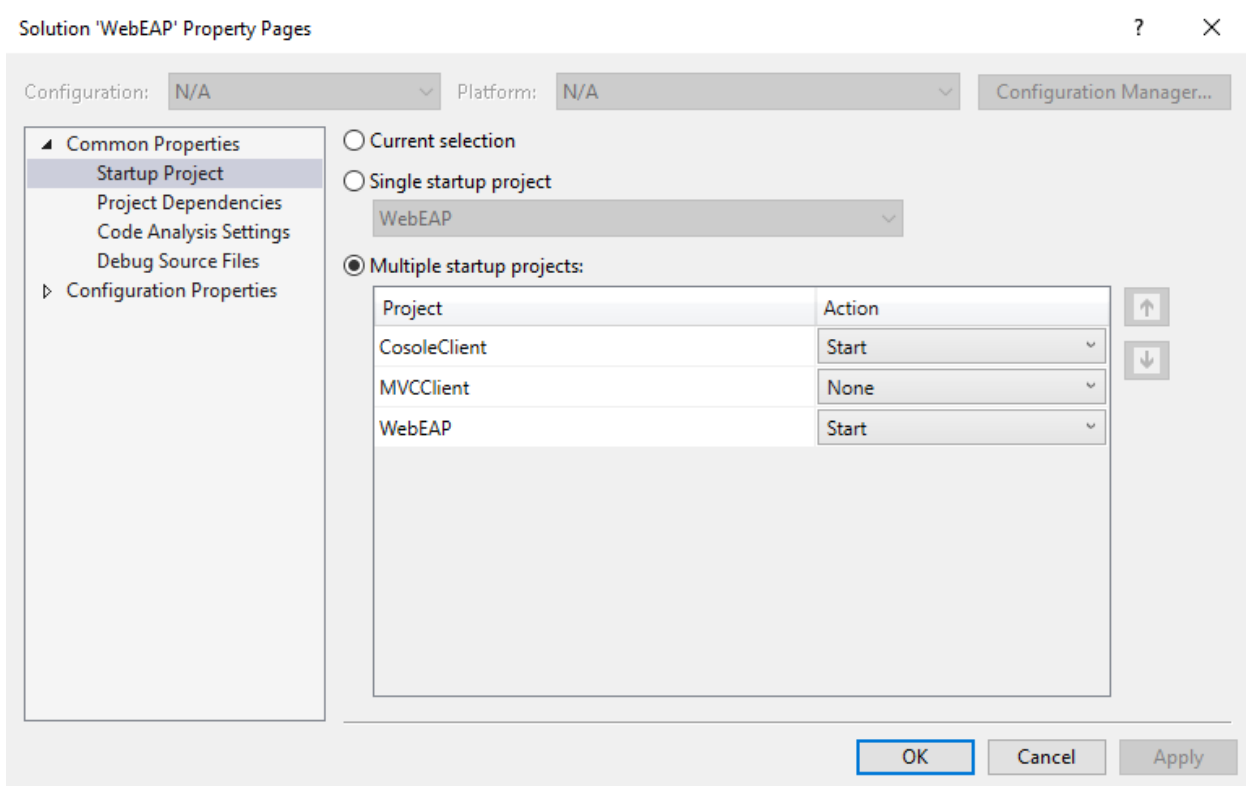 Solution 'WebEAP' Property Pages
?
Configuration: N/A Platform: N/A Configuration Manager...
Common Properties
Startup Project
Project Dependencies
Code Analysis Settings
Debug Source Files
Configuration Properties
Current selection
Single startup project
WebEAP
Multiple startup projects:
Project Action
CosoleClient Start
MVCClient None
WebEAP Start
OK Cancel Apply